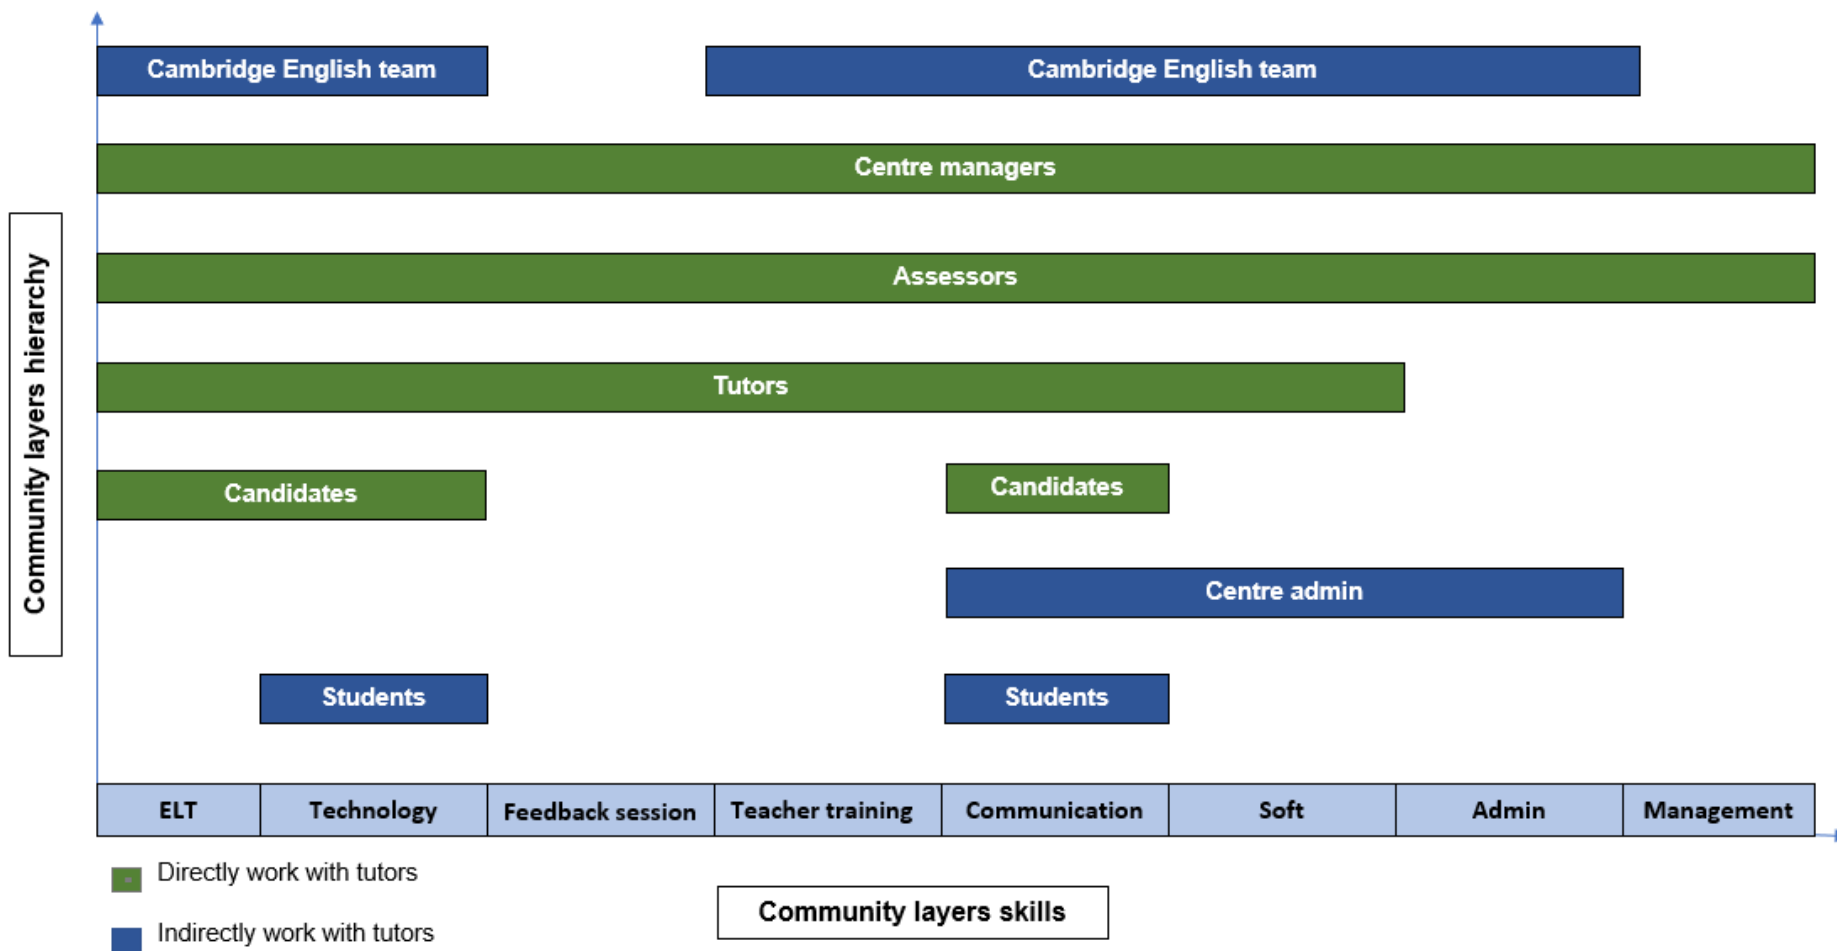 Cambridge English team
Cambridge English team
Centre managers
Assessors
Tutors
Candidates
Candidates
Centre admin
Students
Students
Community layers hierarchy
ELT
Technology
Feedback session
Teacher training
Communication
Soft
Admin
Management
Directly work with tutors
Indirectly work with tutors
Community layers skills